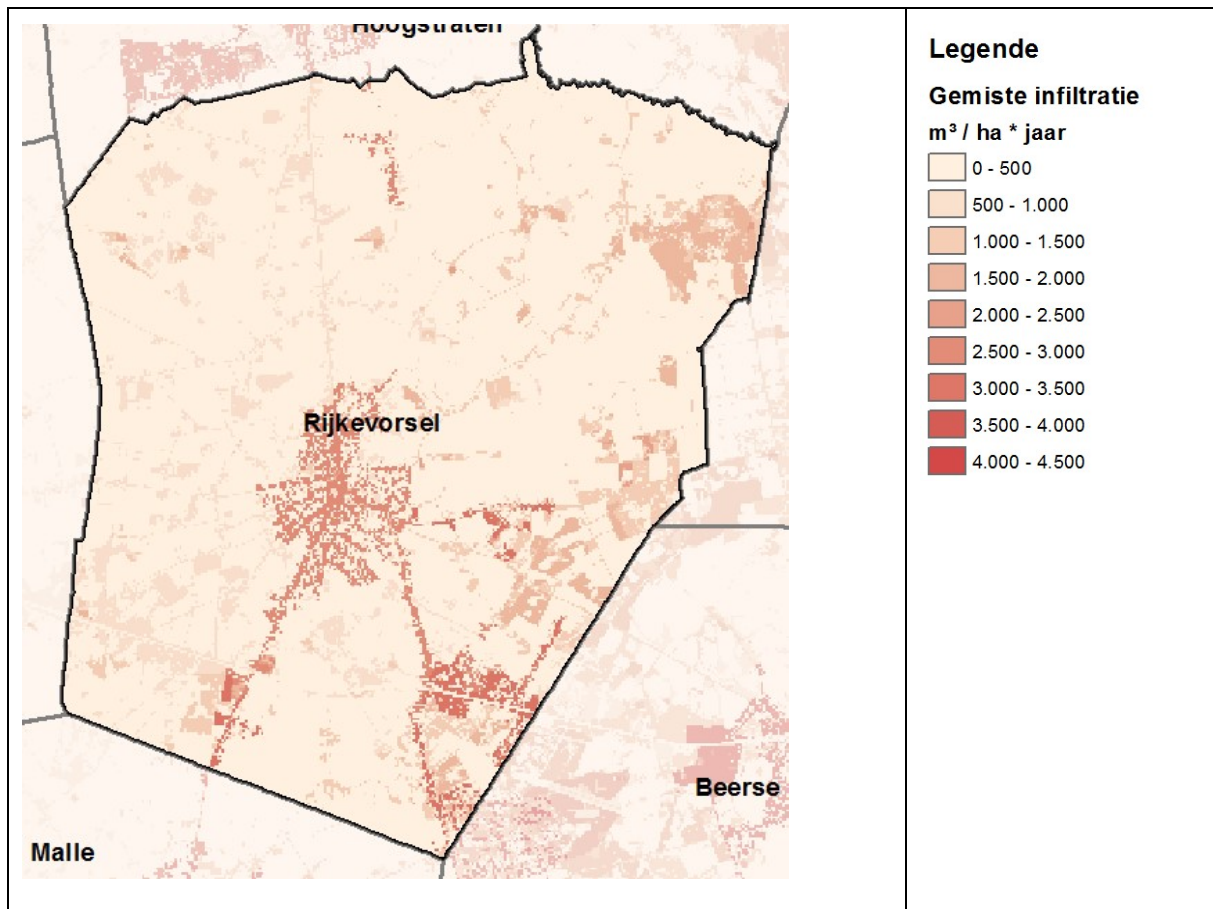 Hoogstraten
Rijkevorsel
Beerse
Malle
Legende
Gemiste infiltratie
m³ / ha * jaar
0 - 500
500 - 1.000
1.000 - 1.500
1.500 - 2.000
2.000 - 2.500
2.500 - 3.000
3.000 - 3.500
3.500 - 4.000
4.000 - 4.500